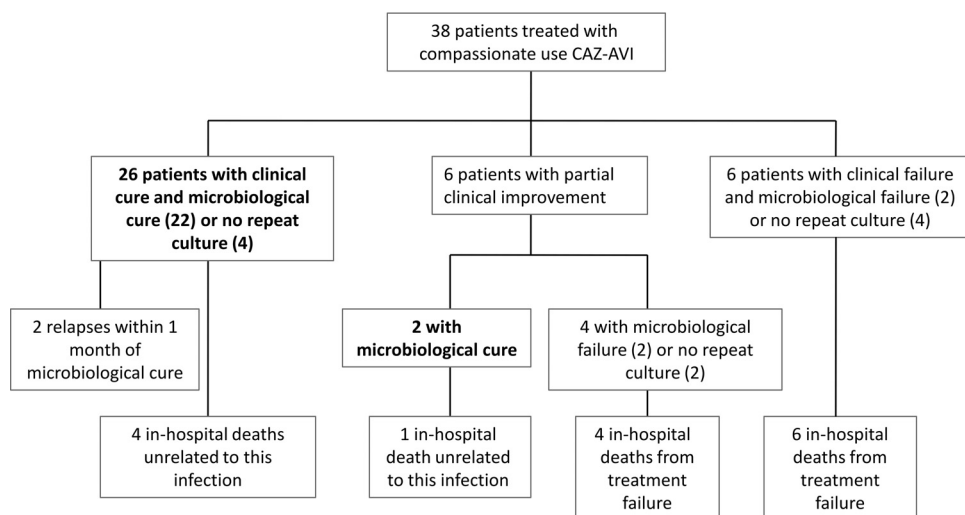 38 patients treated with
compassionate use CAZ-AVI
26 patients with clinical
cure and microbiological
cure (22) or no repeat
culture (4)
6 patients with partial
clinical improvement
6 patients with clinical failure
and microbiological failure (2)
or no repeat culture (4)
2 relapses within 1
month of
microbiological cure
2 with
microbiological cure
4 with microbiological
failure (2) or no repeat
culture (2)
4 in-hospital deaths
unrelated to this
infection
1 in-hospital
death unrelated
to this infection
4 in-hospital
deaths from
treatment
failure
6 in-hospital
deaths from
treatment
failure